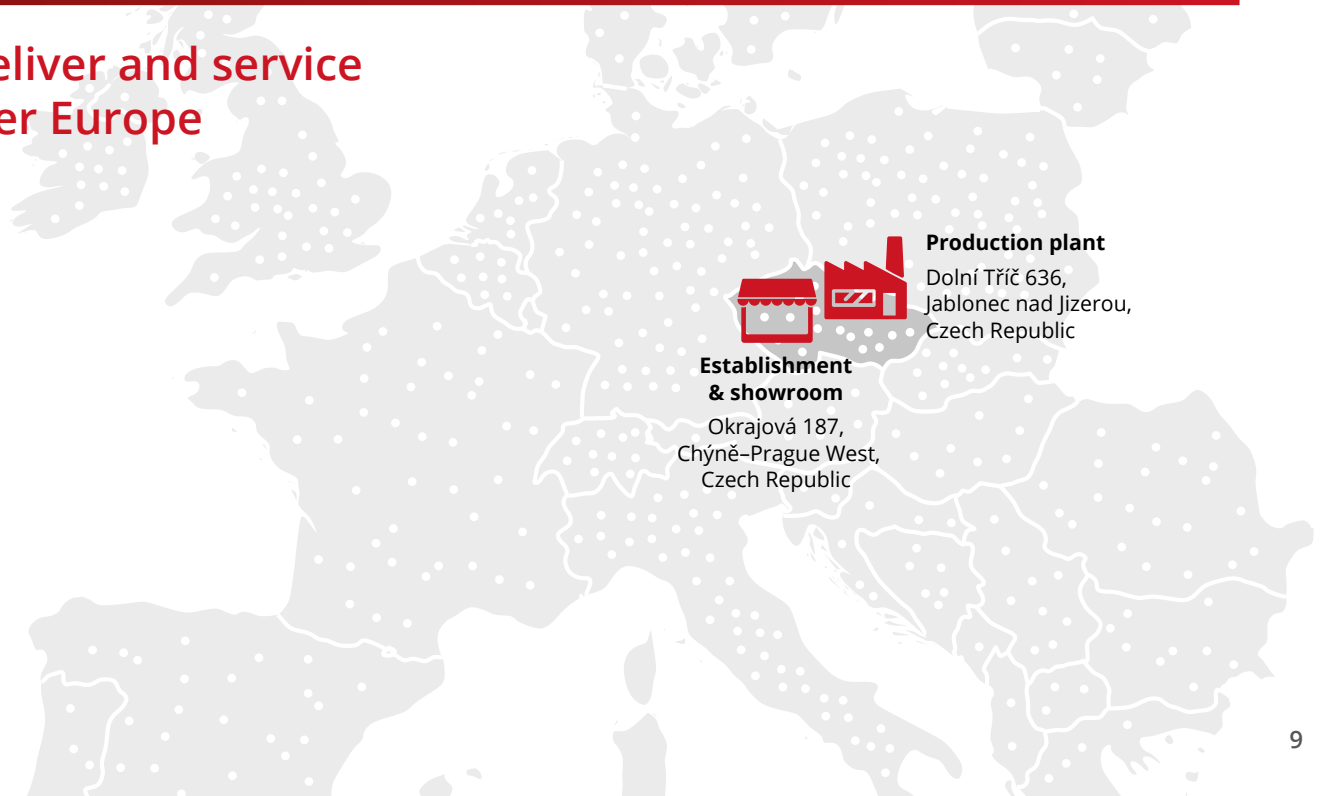 eliver and service
er Europe
Production plant
Dolní Tříč 636,
Jablonec nad Jizerou,
Czech Republic
Establishment
& showroom
Okrajová 187,
Chýně–Prague West,
Czech Republic
9